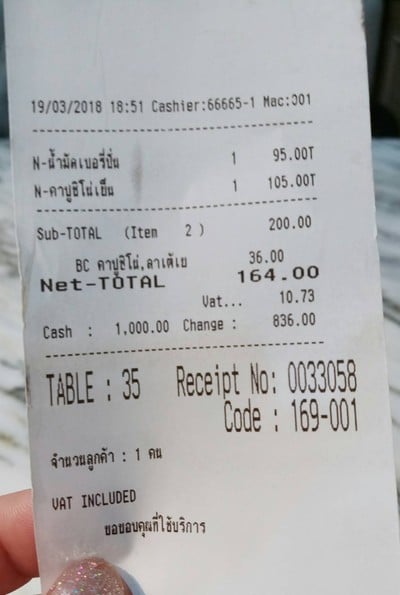 19/03/2018 18:51 Cashier:66665-1 Mac:001
N-น้ำมัลเบอรี่ปั่น 1 95.00T
N-คาปูชิโน่เย็น 1 105.00T
Sub-TOTAL (Item 2 ) 200.00
BC คาปูชิโน่,ลาเต้เย 36.00
Net-TOTAL 164.00
Vat... 10.73
Cash : 1,000.00 Change : 836.00
TABLE : 35 Receipt No: 0033058
Code : 169-001
จำนวนลูกค้า : 1 คน
VAT INCLUDED
ขอขอบคุณที่ใช้บริการ